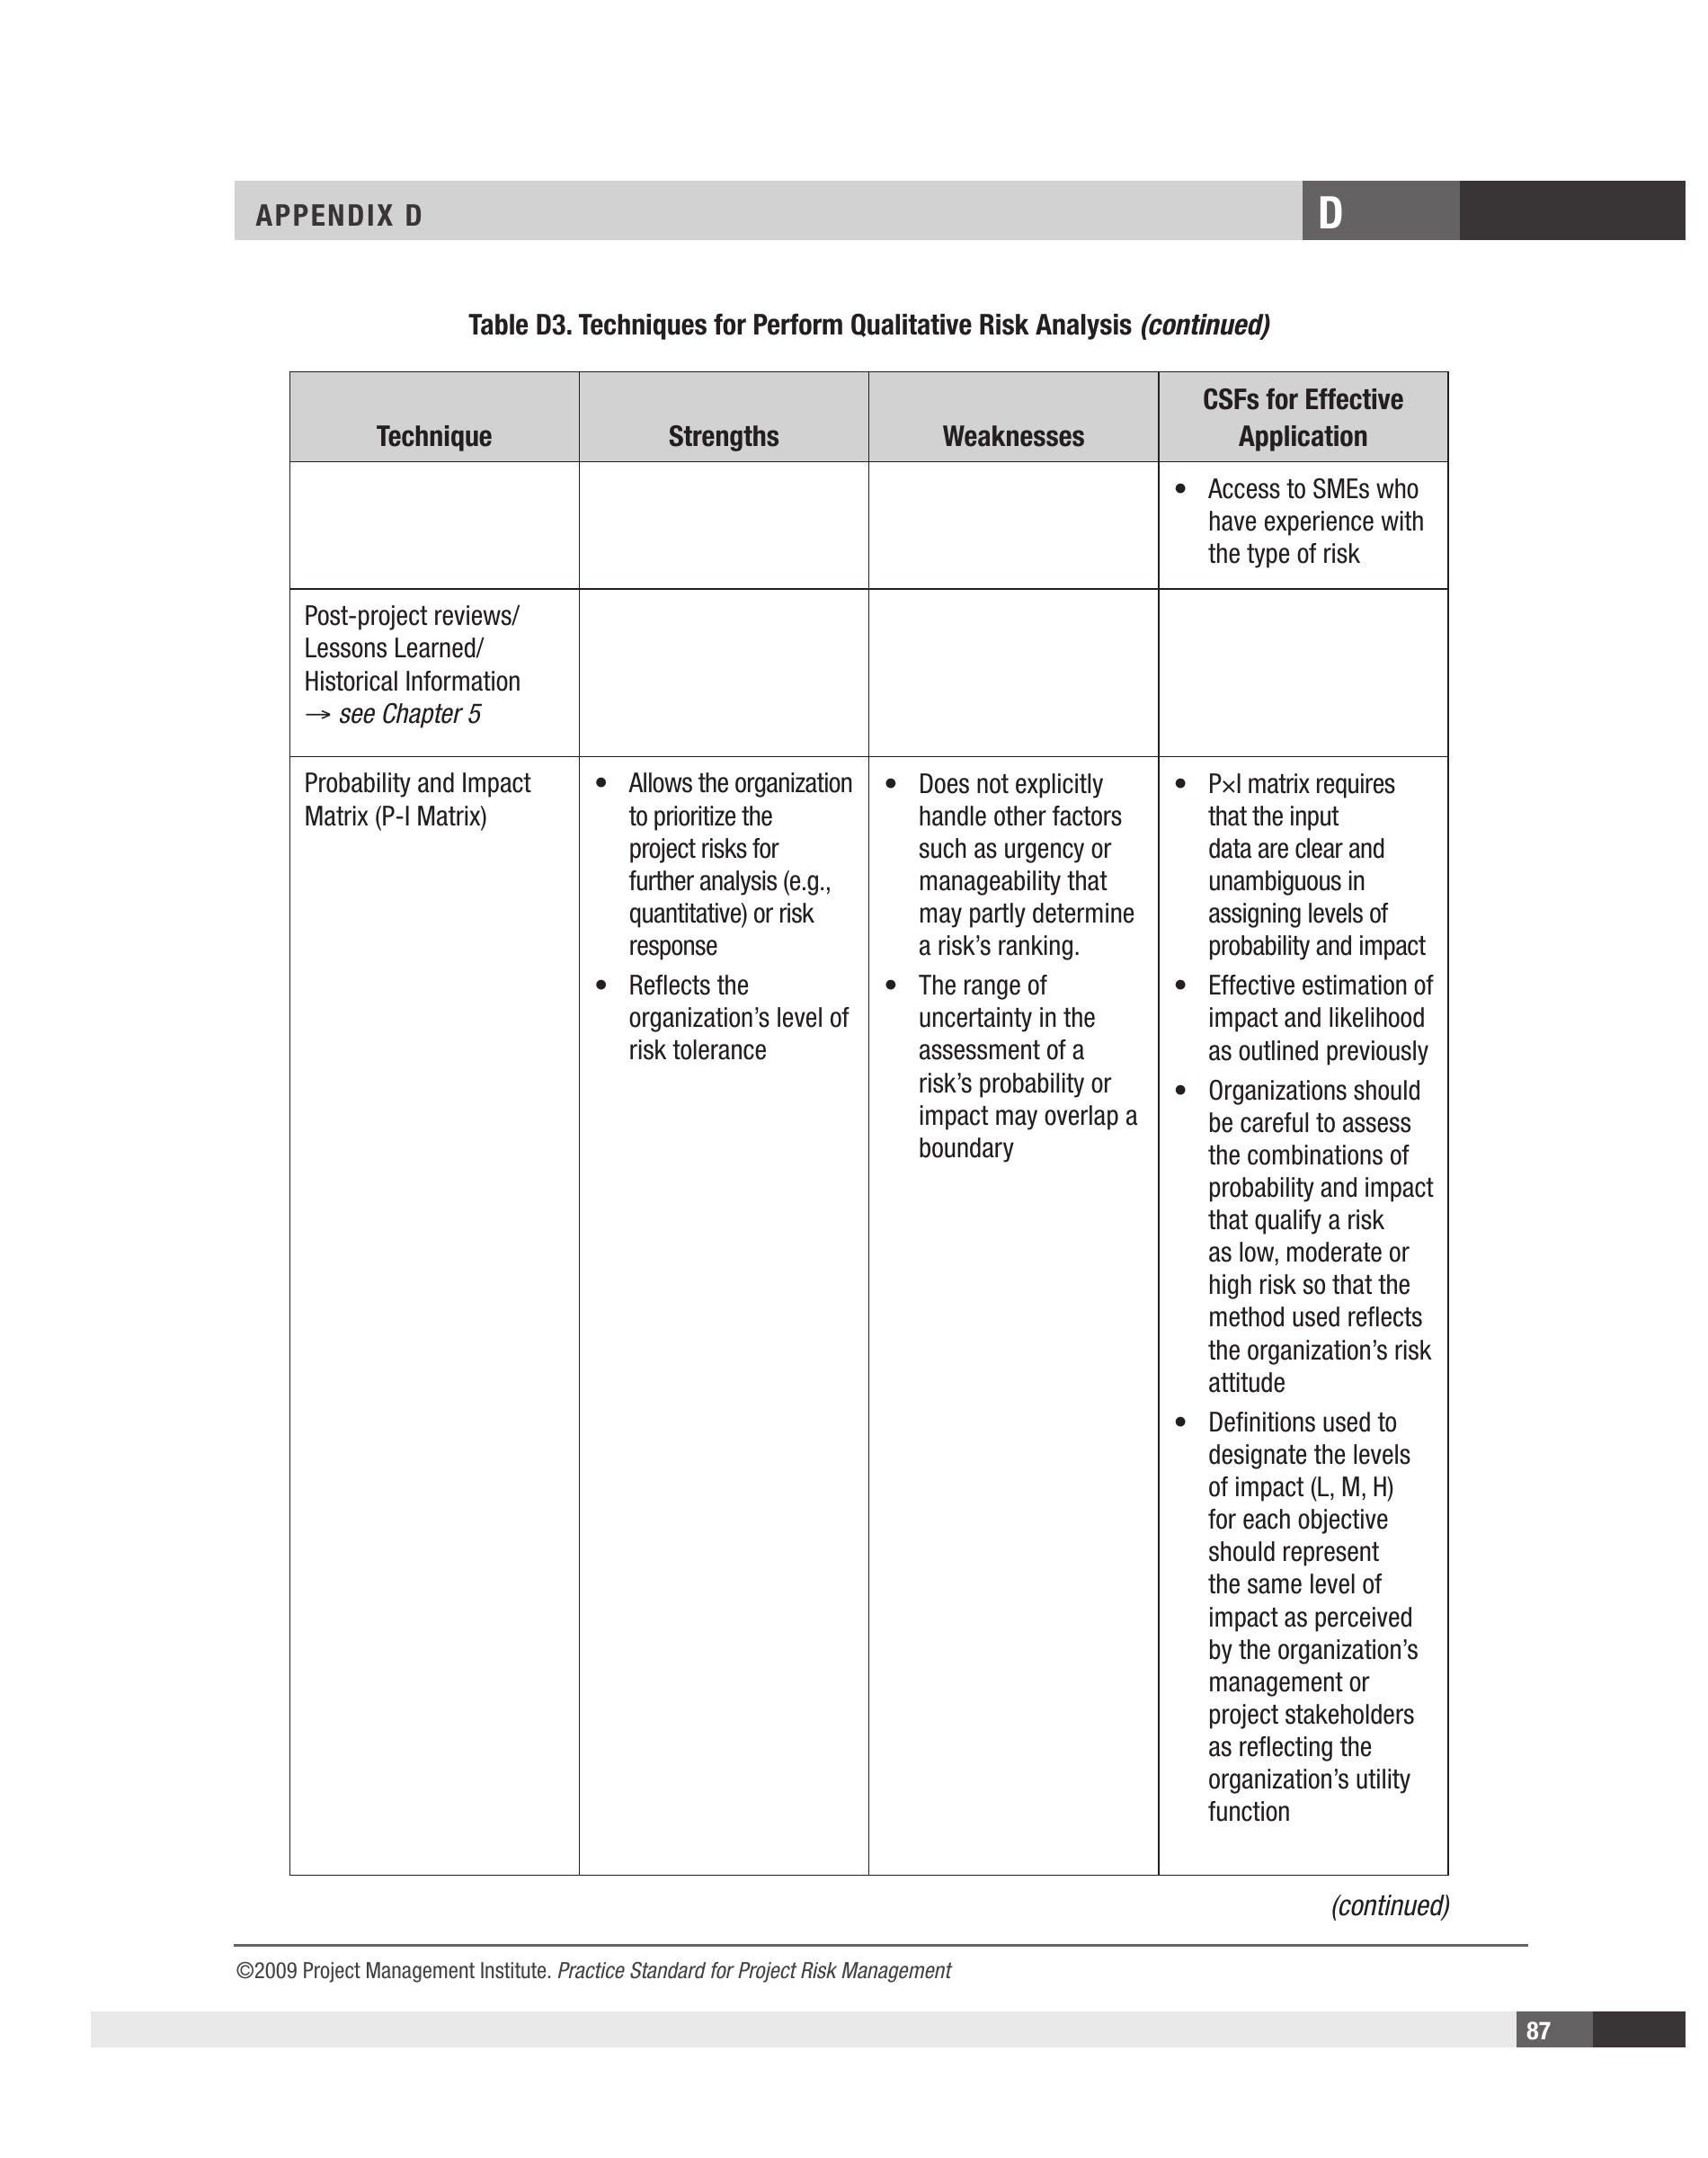 APPENDIX D
D
Table D3. Techniques for Perform Qualitative Risk Analysis (continued)
Technique
Strengths
Weaknesses
CSFs for Effective
Application
• Access to SMEs who
have experience with
the type of risk
Post-project reviews/
Lessons Learned/
Historical Information
→ see Chapter 5
Probability and Impact
Matrix (P-I Matrix)
• Allows the organization
to prioritize the
project risks for
further analysis (e.g.,
quantitative) or risk
response
• Reflects the
organization’s level of
risk tolerance
• Does not explicitly
handle other factors
such as urgency or
manageability that
may partly determine
a risk’s ranking.
• The range of
uncertainty in the
assessment of a
risk’s probability or
impact may overlap a
boundary
• P×I matrix requires
that the input
data are clear and
unambiguous in
assigning levels of
probability and impact
• Effective estimation of
impact and likelihood
as outlined previously
• Organizations should
be careful to assess
the combinations of
probability and impact
that qualify a risk
as low, moderate or
high risk so that the
method used reflects
the organization’s risk
attitude
• Definitions used to
designate the levels
of impact (L, M, H)
for each objective
should represent
the same level of
impact as perceived
by the organization’s
management or
project stakeholders
as reflecting the
organization’s utility
function
(continued)
©2009 Project Management Institute. Practice Standard for Project Risk Management
87